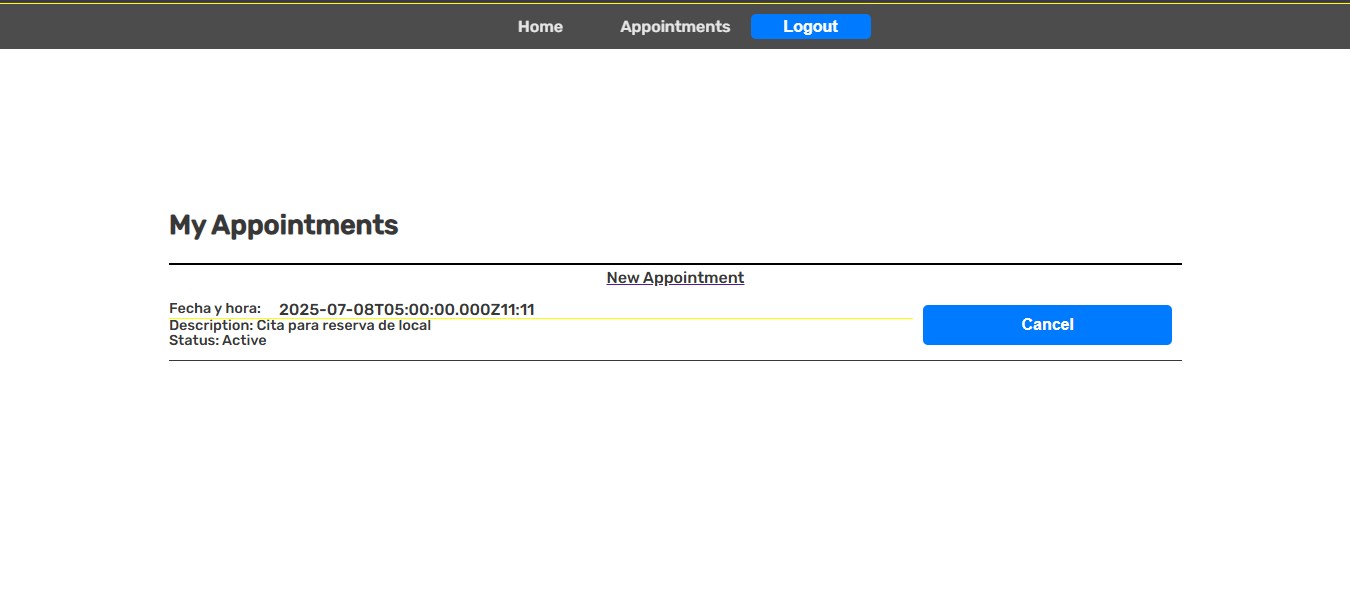 Home Appointments Logout
My Appointments
New Appointment
Fecha y hora: 2025-07-08T05:00:00.000Z11:11
Description: Cita para reserva de local
Status: Active
Cancel